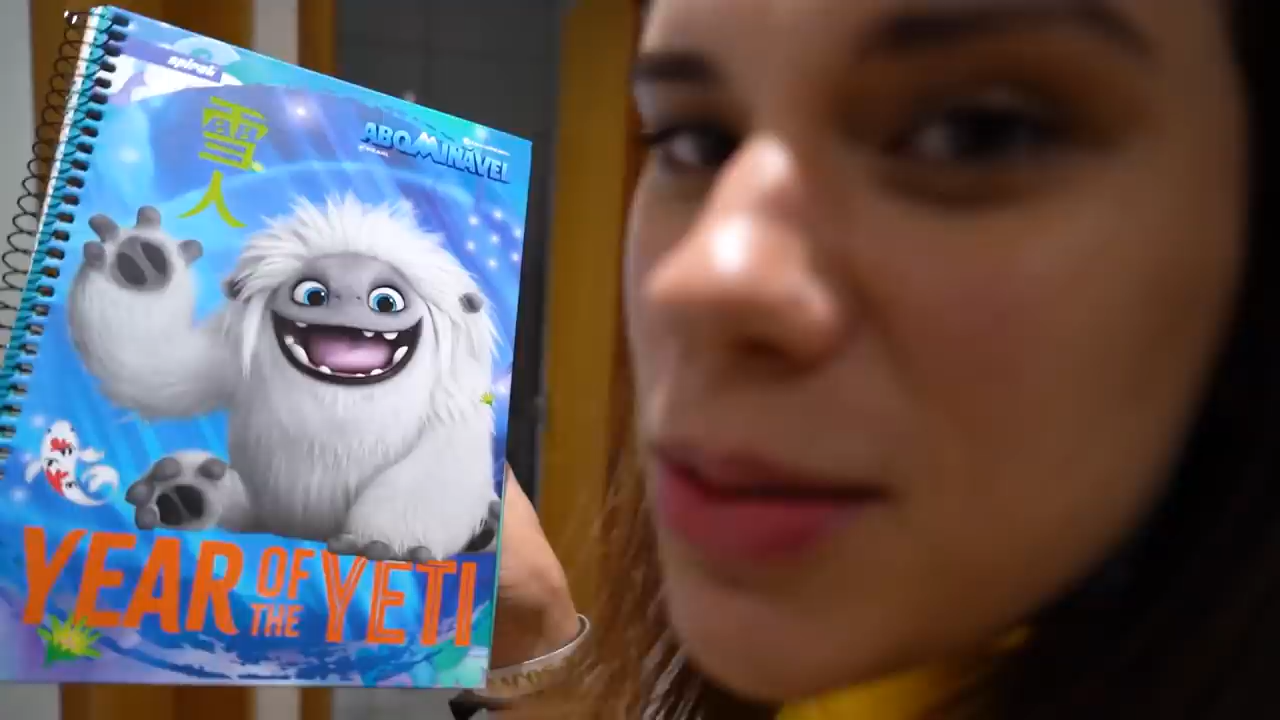 spiral
雪人
ABOMINÁVEL
YEAR OF THE YETI